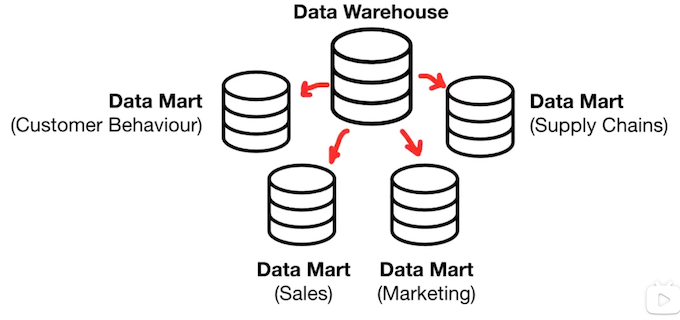 Data Warehouse
Data Mart
(Customer Behaviour)
Data Mart
(Supply Chains)
Data Mart
(Sales)
Data Mart
(Marketing)